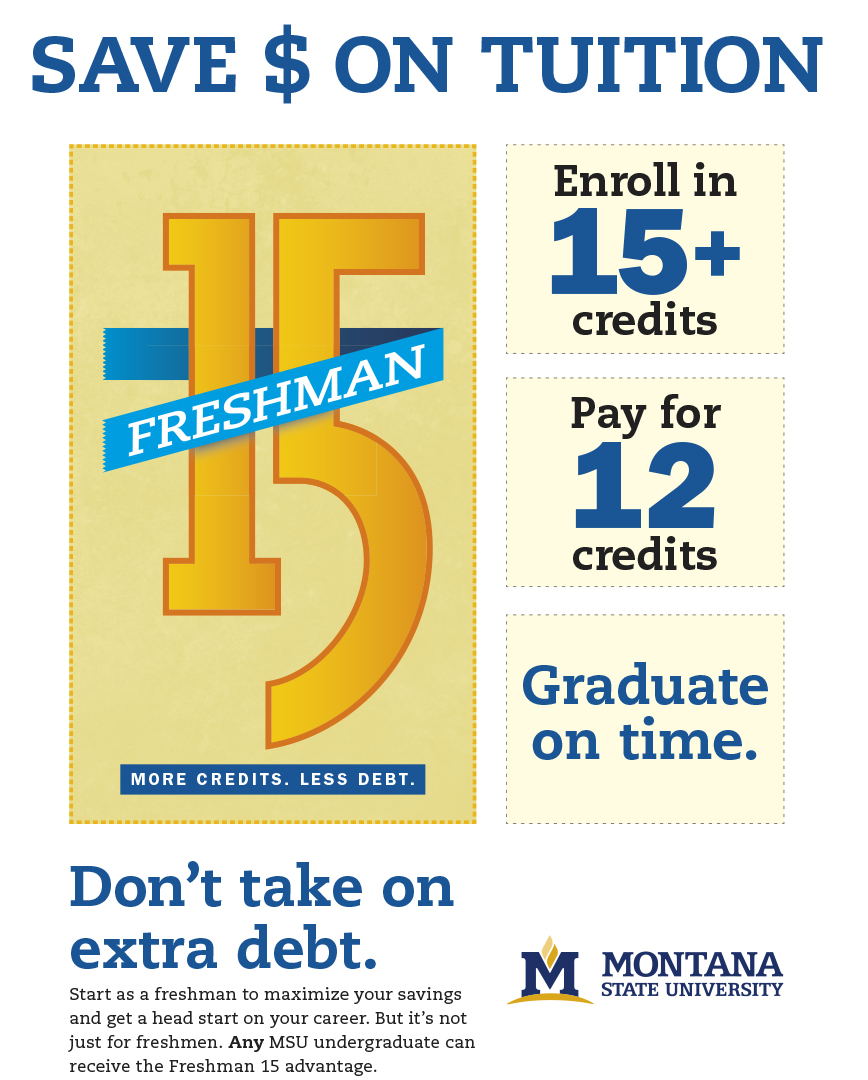 SAVE $ ON TUITION
15
FRESHMAN
MORE CREDITS. LESS DEBT.
Enroll in
15+
credits
Pay for
12
credits
Graduate
on time.
Don’t take on
extra debt.
Start as a freshman to maximize your savings
and get a head start on your career. But it’s not
just for freshmen. Any MSU undergraduate can
receive the Freshman 15 advantage.
M
MONTANA
STATE UNIVERSITY